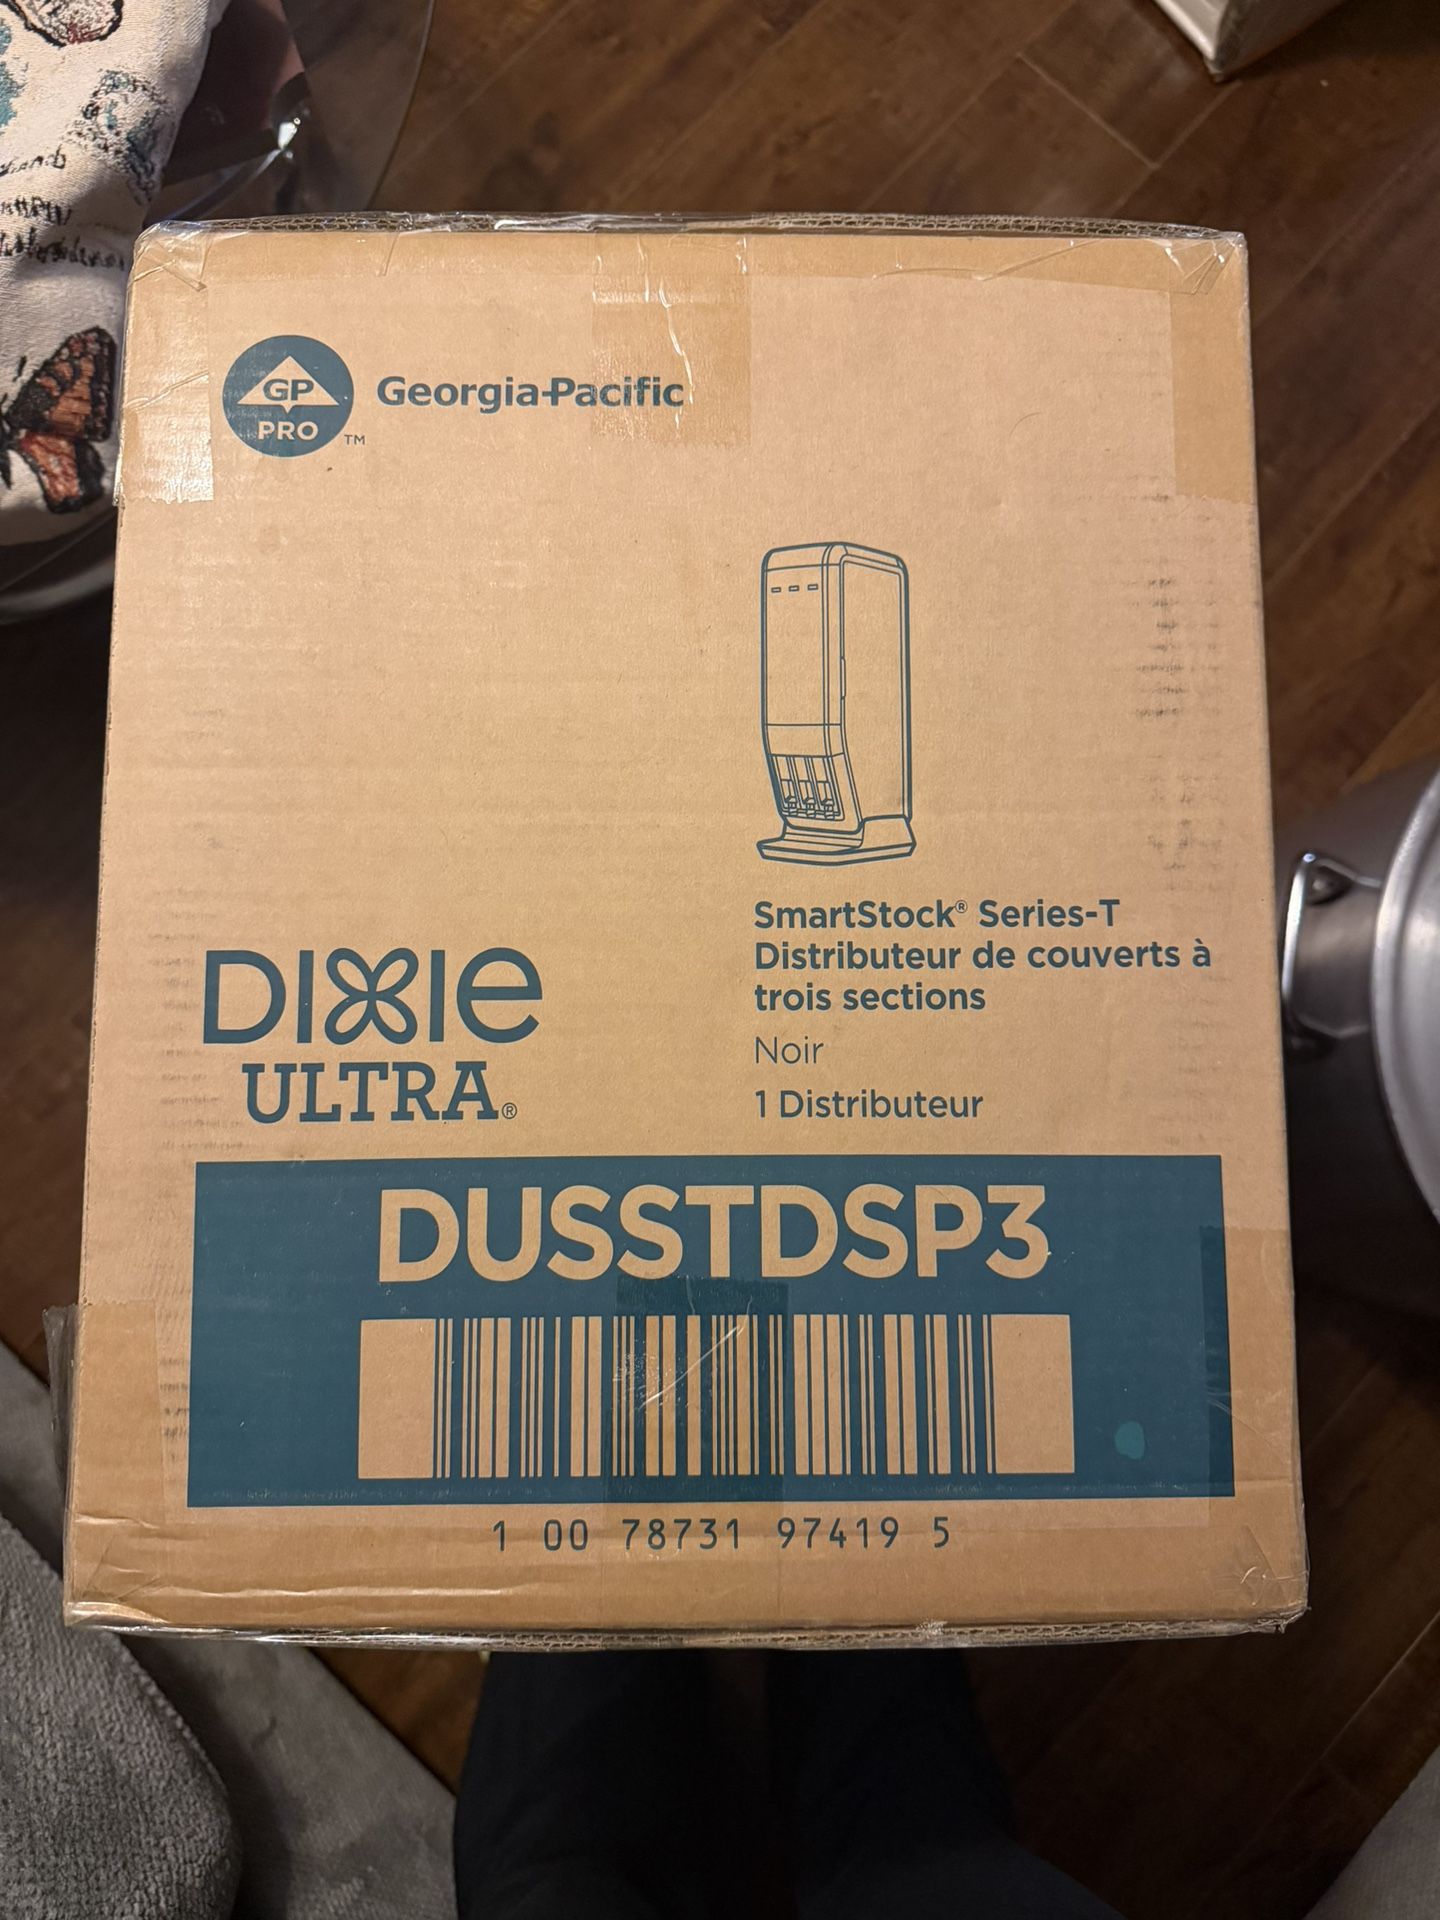 GP
PRO
™
Georgia-Pacific
SmartStock® Series-T
Distributeur de couverts à
trois sections
Noir
1 Distributeur
DIXIE
ULTRA®
DUSSTDSP3
1 00 78731 97419 5